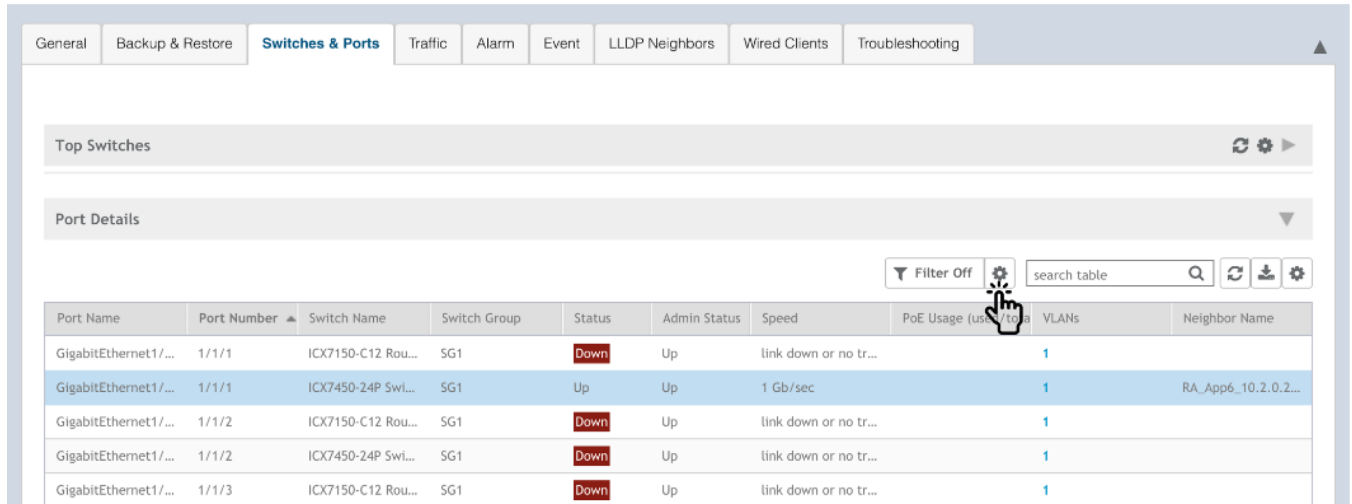 General Backup & Restore Switches & Ports Traffic Alarm Event LLDP Neighbors Wired Clients Troubleshooting
Top Switches
Port Details
Filter Off search table
Port Name Port Number Switch Name Switch Group Status Admin Status Speed PoE Usage (used/tota VLANs Neighbor Name
GigabitEthernet1/... 1/1/1 ICX7150-C12 Rou... SG1 Down Up link down or no tr... 1
GigabitEthernet1/... 1/1/1 ICX7450-24P Swi... SG1 Up Up 1 Gb/sec 1 RA_App6_10.2.0.2...
GigabitEthernet1/... 1/1/2 ICX7150-C12 Rou... SG1 Down Up link down or no tr... 1
GigabitEthernet1/... 1/1/2 ICX7450-24P Swi... SG1 Down Up link down or no tr... 1
GigabitEthernet1/... 1/1/3 ICX7150-C12 Rou... SG1 Down Up link down or no tr... 1